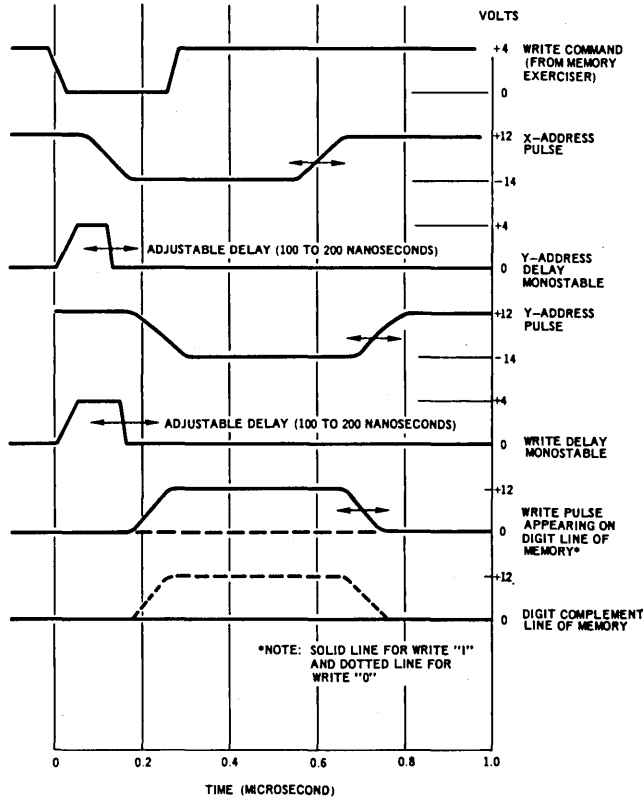 VOLTS
+4
WRITE COMMAND
(FROM MEMORY
EXERCISER)
0
+12
X-ADDRESS
PULSE
-14
+4
ADJUSTABLE DELAY (100 TO 200 NANOSECONDS)
0
Y-ADDRESS
DELAY
MONOSTABLE
+12
Y-ADDRESS
PULSE
-14
+4
ADJUSTABLE DELAY (100 TO 200 NANOSECONDS)
0
WRITE DELAY
MONOSTABLE
+12
WRITE PULSE
APPEARING ON
DIGIT LINE OF
MEMORY*
0
+12
0
DIGIT COMPLEMENT
LINE OF MEMORY
*NOTE: SOLID LINE FOR WRITE "1"
AND DOTTED LINE FOR
WRITE "0"
0 0.2 0.4 0.6 0.8 1.0
TIME (MICROSECOND)